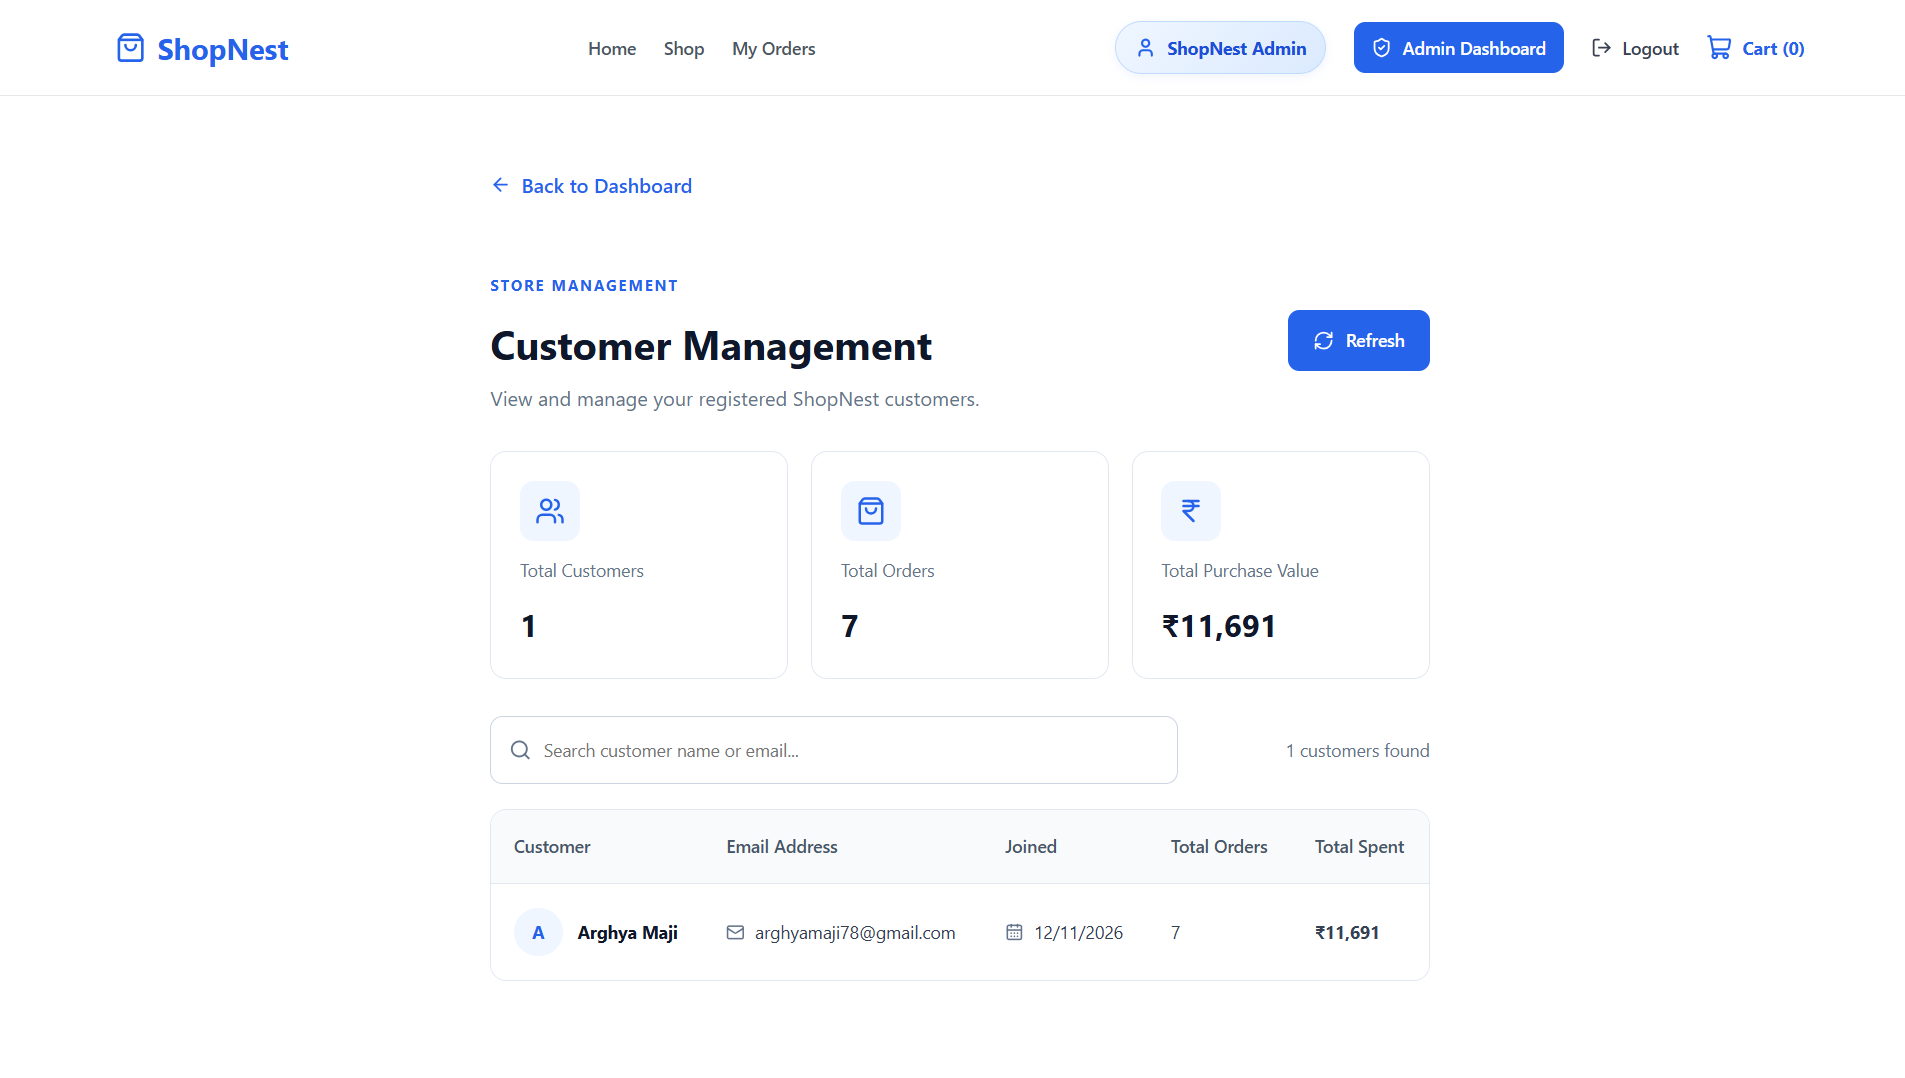 ShopNest
Home
Shop
My Orders
ShopNest Admin
Admin Dashboard
Logout
Cart (0)
Back to Dashboard
STORE MANAGEMENT
Customer Management
Refresh
View and manage your registered ShopNest customers.
Total Customers
1
Total Orders
7
Total Purchase Value
₹11,691
Search customer name or email...
1 customers found
Customer
Email Address
Joined
Total Orders
Total Spent
A
Arghya Maji
arghyamaji78@gmail.com
12/11/2026
7
₹11,691